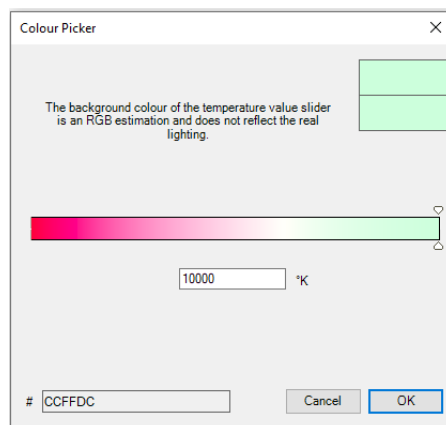 Colour Picker
The background colour of the temperature value slider
is an RGB estimation and does not reflect the real
lighting.
10000 °K
# CCFFDC Cancel OK